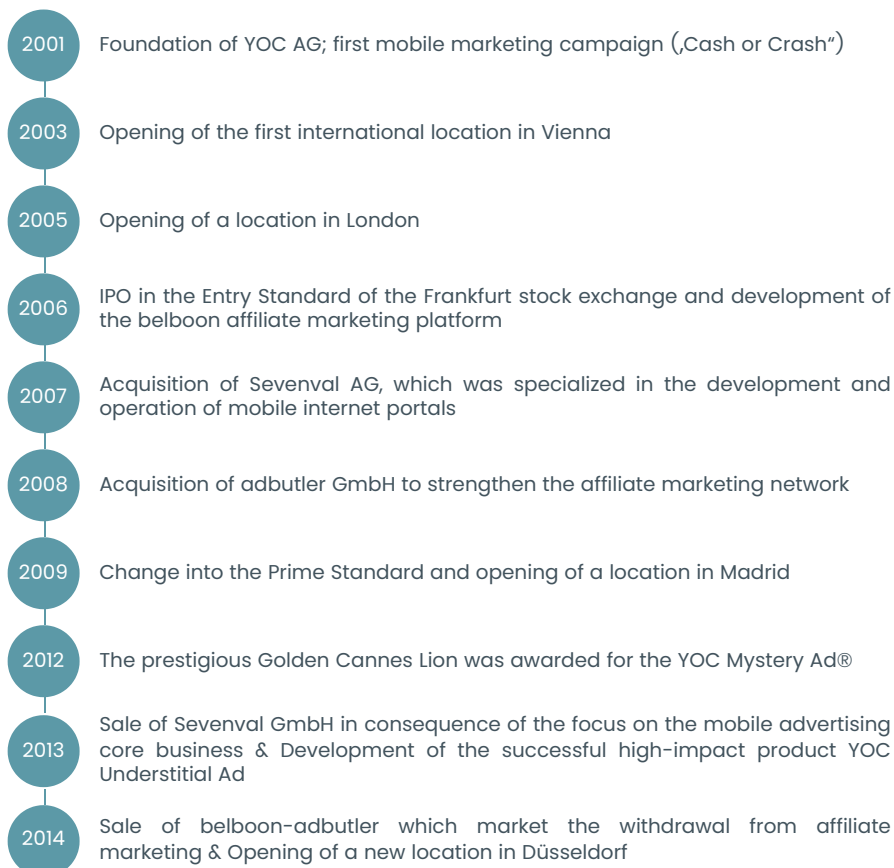 2001
Foundation of YOC AG; first mobile marketing campaign („Cash or Crash“)
2003
Opening of the first international location in Vienna
2005
Opening of a location in London
2006
IPO in the Entry Standard of the Frankfurt stock exchange and development of
the belboon affiliate marketing platform
2007
Acquisition of Sevenval AG, which was specialized in the development and
operation of mobile internet portals
2008
Acquisition of adbutler GmbH to strengthen the affiliate marketing network
2009
Change into the Prime Standard and opening of a location in Madrid
2012
The prestigious Golden Cannes Lion was awarded for the YOC Mystery Ad®
2013
Sale of Sevenval GmbH in consequence of the focus on the mobile advertising
core business & Development of the successful high-impact product YOC
Understitial Ad
2014
Sale of belboon-adbutler which market the withdrawal from affiliate
marketing & Opening of a new location in Düsseldorf